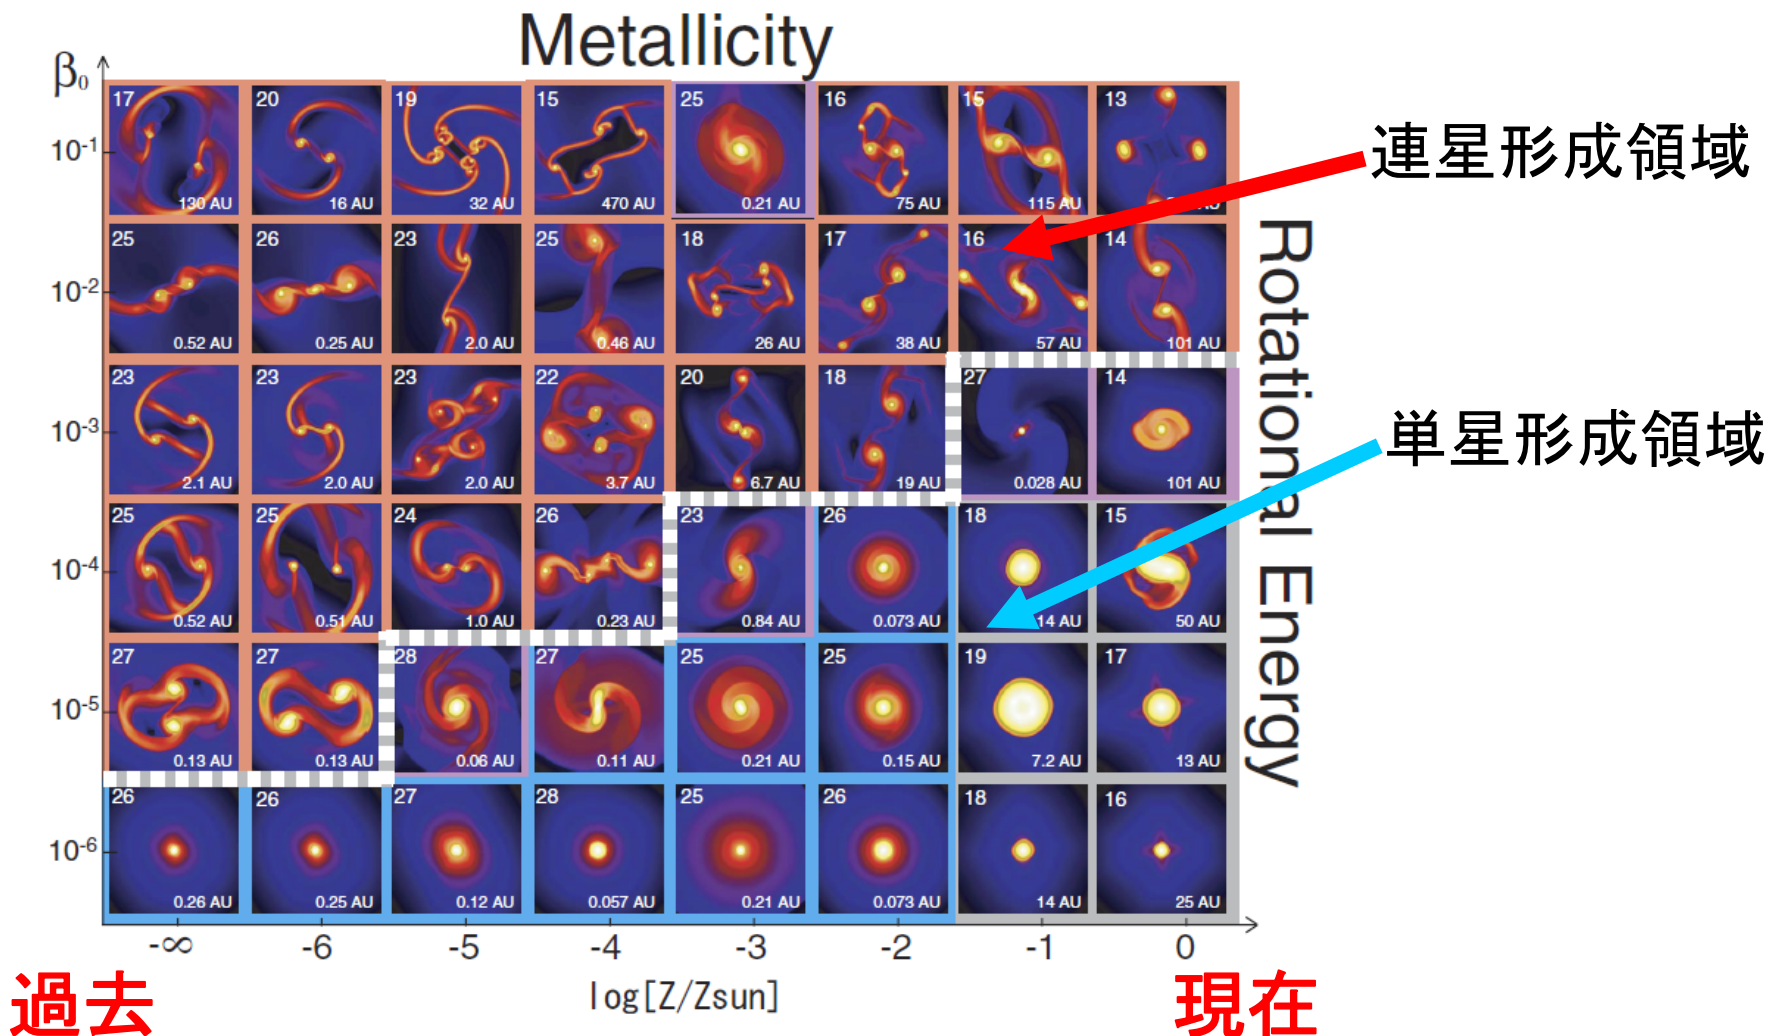 Metallicity
β₀
17 20 19 15 25 16 15 13
10⁻¹
130 AU 16 AU 32 AU 470 AU 0.21 AU 75 AU 115 AU
連星形成領域
25 26 23 25 18 17 16 14
10⁻²
0.52 AU 0.25 AU 2.0 AU 0.46 AU 26 AU 38 AU 57 AU 101 AU
23 23 23 22 20 18 27 14
10⁻³
2.1 AU 2.0 AU 2.0 AU 3.7 AU 6.7 AU 19 AU 0.028 AU 101 AU
単星形成領域
25 25 24 26 23 26 18 15
10⁻⁴
0.52 AU 0.51 AU 1.0 AU 0.23 AU 0.84 AU 0.073 AU 14 AU 50 AU
27 27 28 27 25 25 19 17
10⁻⁵
0.13 AU 0.13 AU 0.06 AU 0.11 AU 0.21 AU 0.15 AU 7.2 AU 13 AU
26 26 27 28 25 26 18 16
10⁻⁶
0.26 AU 0.25 AU 0.12 AU 0.057 AU 0.21 AU 0.073 AU 14 AU 25 AU
Rotational Energy
-∞ -6 -5 -4 -3 -2 -1 0
log[Z/Zsun]
過去
現在